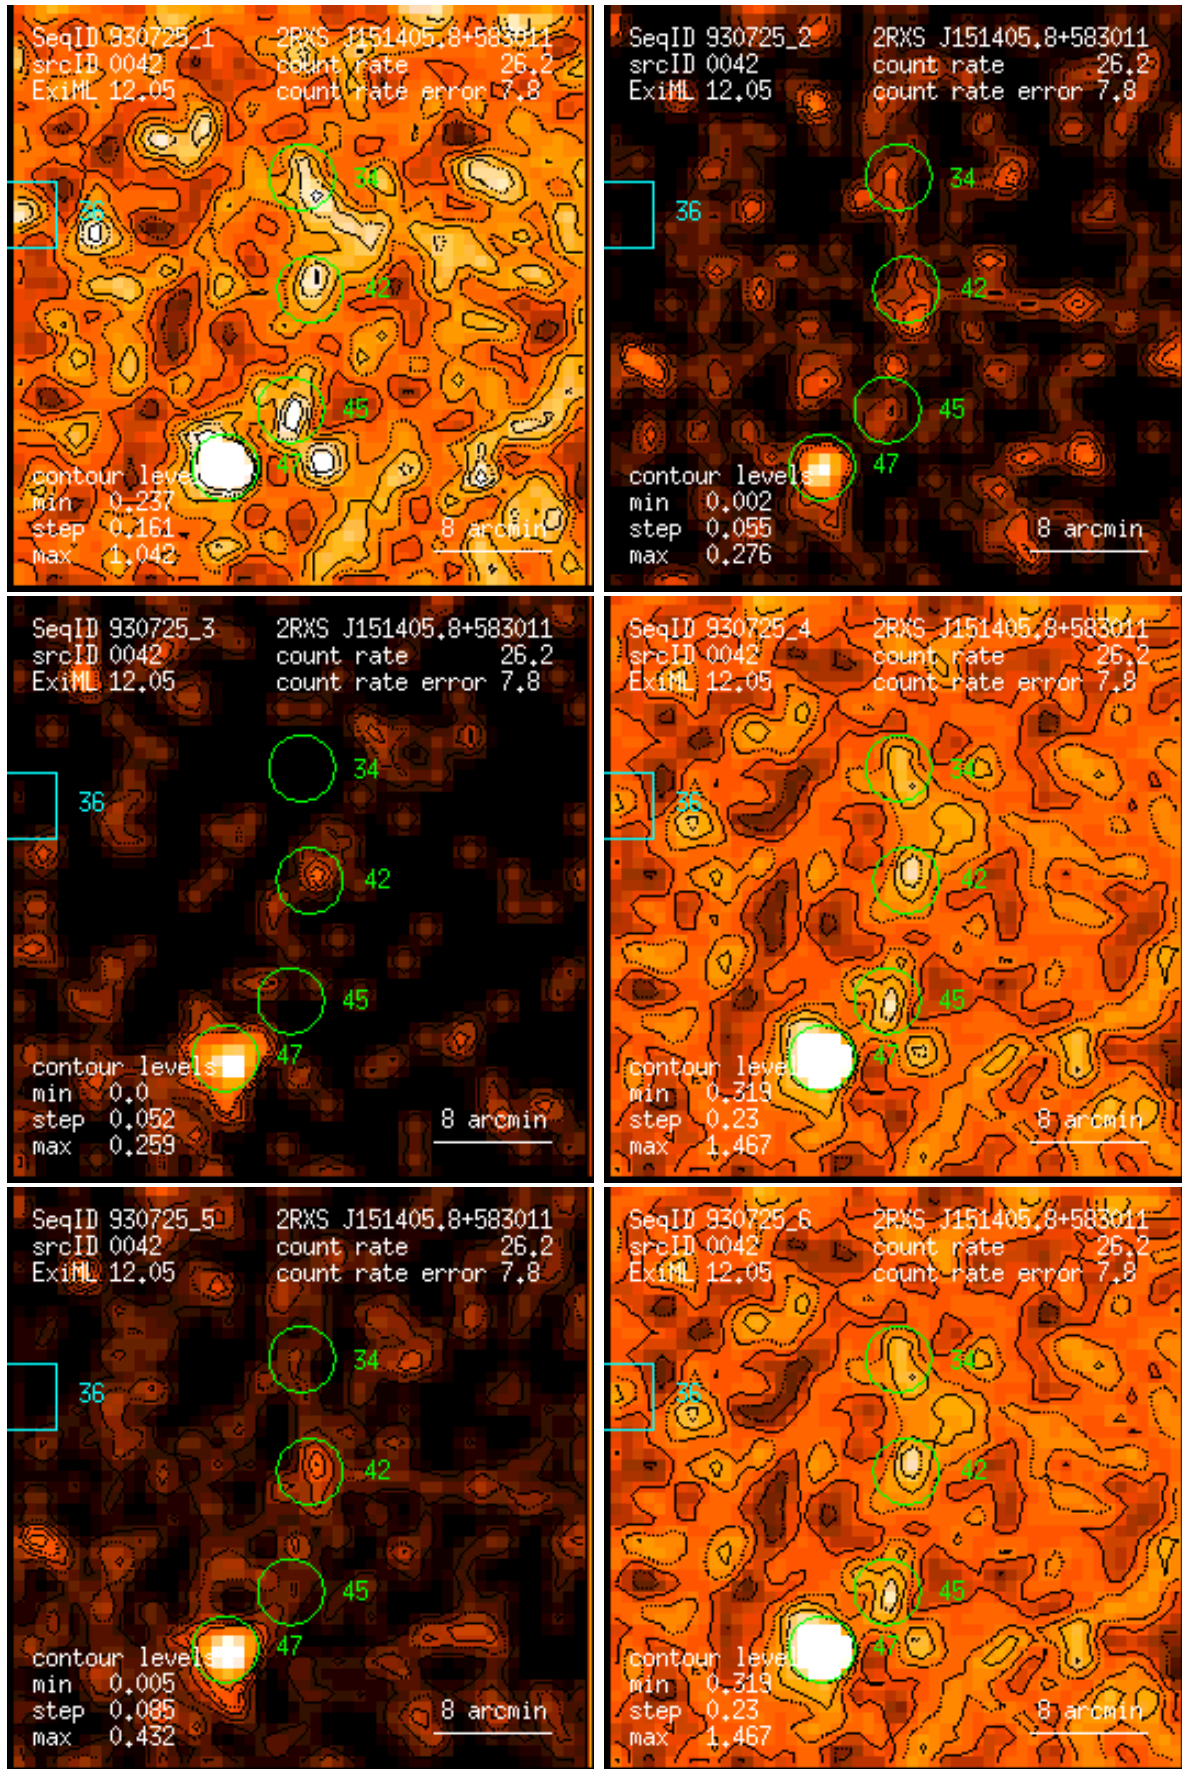 SeqID 930725_1 2RXS J151405.8+583011
srcID 0042 count rate 26.2
ExiML 12.05 count rate error 7.8
34
36
42
45
47
contour levels
min 0.237
step 0.161 8 arcmin
max 1.042
SeqID 930725_2 2RXS J151405.8+583011
srcID 0042 count rate 26.2
ExiML 12.05 count rate error 7.8
34
36
42
45
47
contour levels
min 0.002
step 0.055 8 arcmin
max 0.276
SeqID 930725_3 2RXS J151405.8+583011
srcID 0042 count rate 26.2
ExiML 12.05 count rate error 7.8
34
36
42
45
47
contour levels
min 0.0
step 0.052 8 arcmin
max 0.259
SeqID 930725_4 2RXS J151405.8+583011
srcID 0042 count rate 26.2
ExiML 12.05 count rate error 7.8
34
36
42
45
47
contour levels
min 0.319
step 0.23 8 arcmin
max 1.467
SeqID 930725_5 2RXS J151405.8+583011
srcID 0042 count rate 26.2
ExiML 12.05 count rate error 7.8
34
36
42
45
47
contour levels
min 0.005
step 0.085 8 arcmin
max 0.432
SeqID 930725_6 2RXS J151405.8+583011
srcID 0042 count rate 26.2
ExiML 12.05 count rate error 7.8
34
36
42
45
47
contour levels
min 0.319
step 0.23 8 arcmin
max 1.467